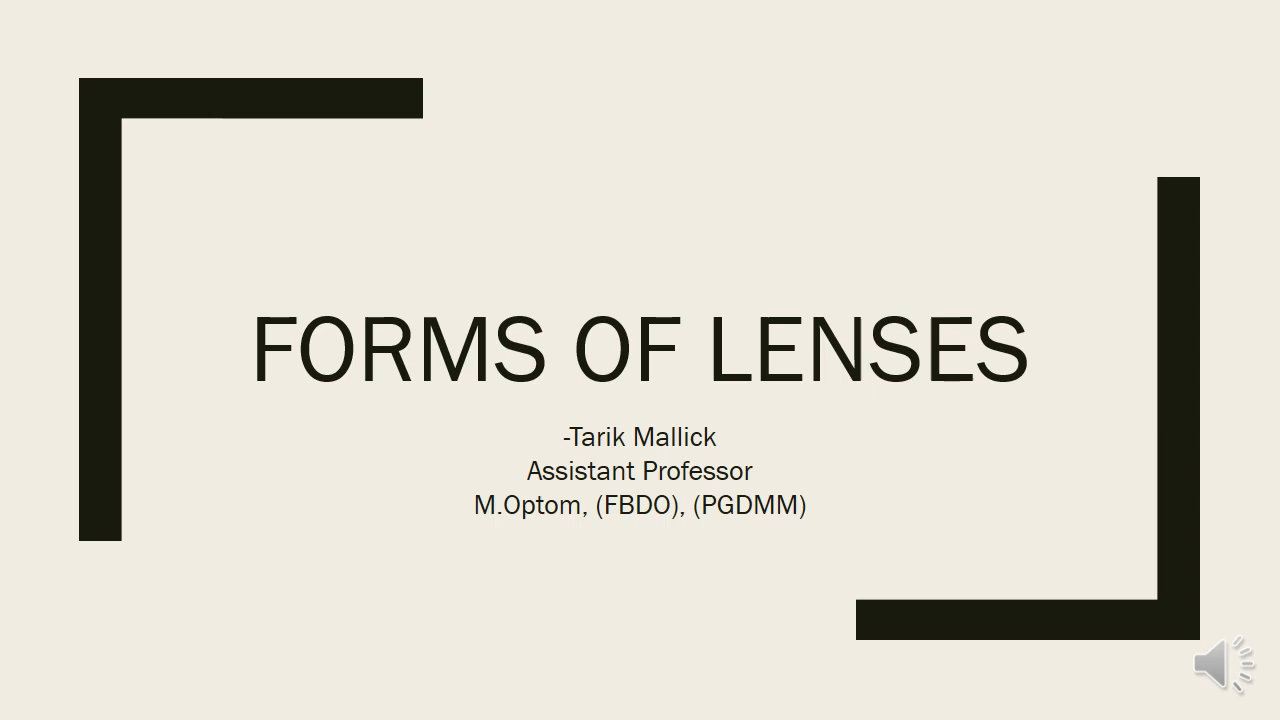 FORMS OF LENSES
-Tarik Mallick
Assistant Professor
M.Optom, (FBDO), (PGDMM)